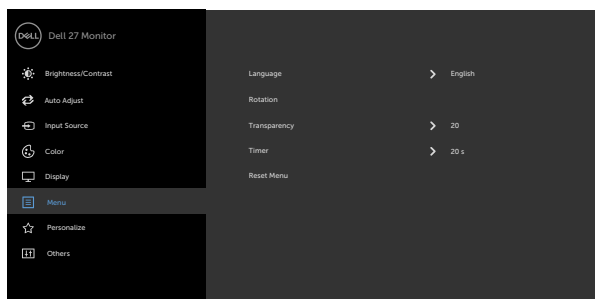 DELL Dell 27 Monitor
Brightness/Contrast
Auto Adjust
Input Source
Color
Display
Menu
Personalize
Others
Language English
Rotation
Transparency 20
Timer 20 s
Reset Menu